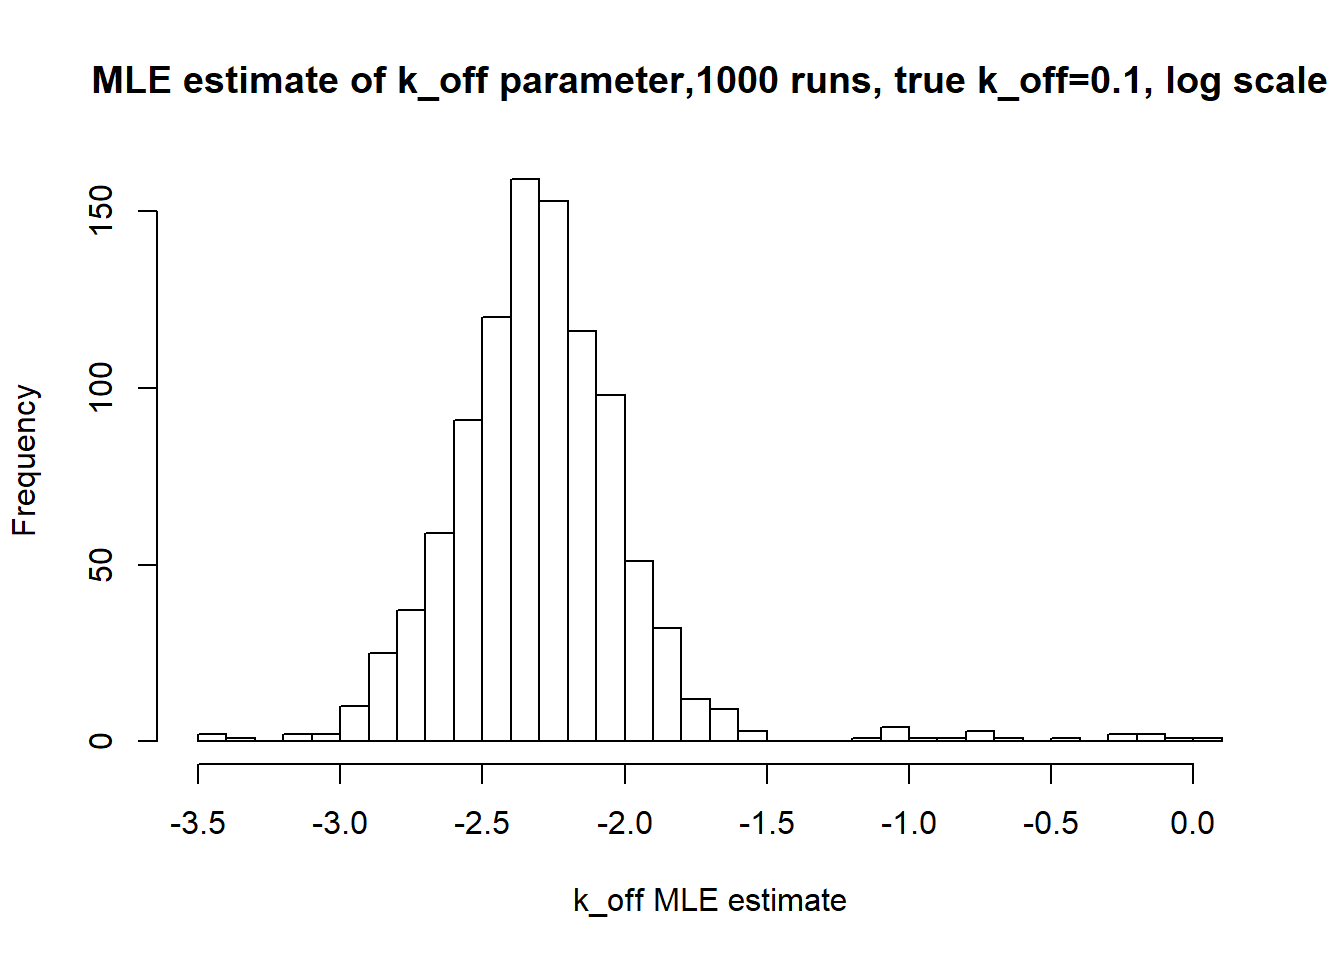 MLE estimate of k_off parameter,1000 runs, true k_off=0.1, log scale
150
100
50
0
Frequency
-3.5 -3.0 -2.5 -2.0 -1.5 -1.0 -0.5 0.0
k_off MLE estimate